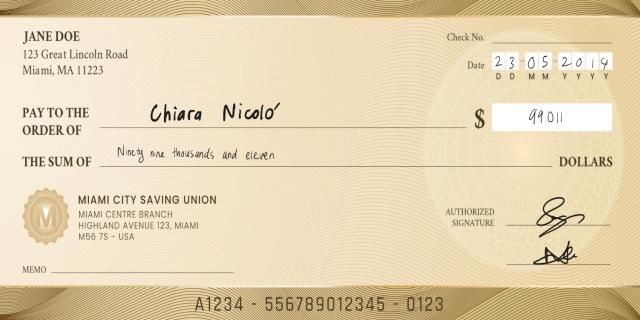 JANE DOE
123 Great Lincoln Road
Miami, MA 11223
Check No.
Date 23-05-2014
D D M M Y Y Y Y
PAY TO THE ORDER OF Chiara Nicoló
$ 99011
THE SUM OF Ninety nine thousands and eleven DOLLARS
M
MIAMI CITY SAVING UNION
MIAMI CENTRE BRANCH
HIGHLAND AVENUE 123, MIAMI
M56 7S - USA
AUTHORIZED SIGNATURE
MEMO
A1234 - 556789012345 - 0123